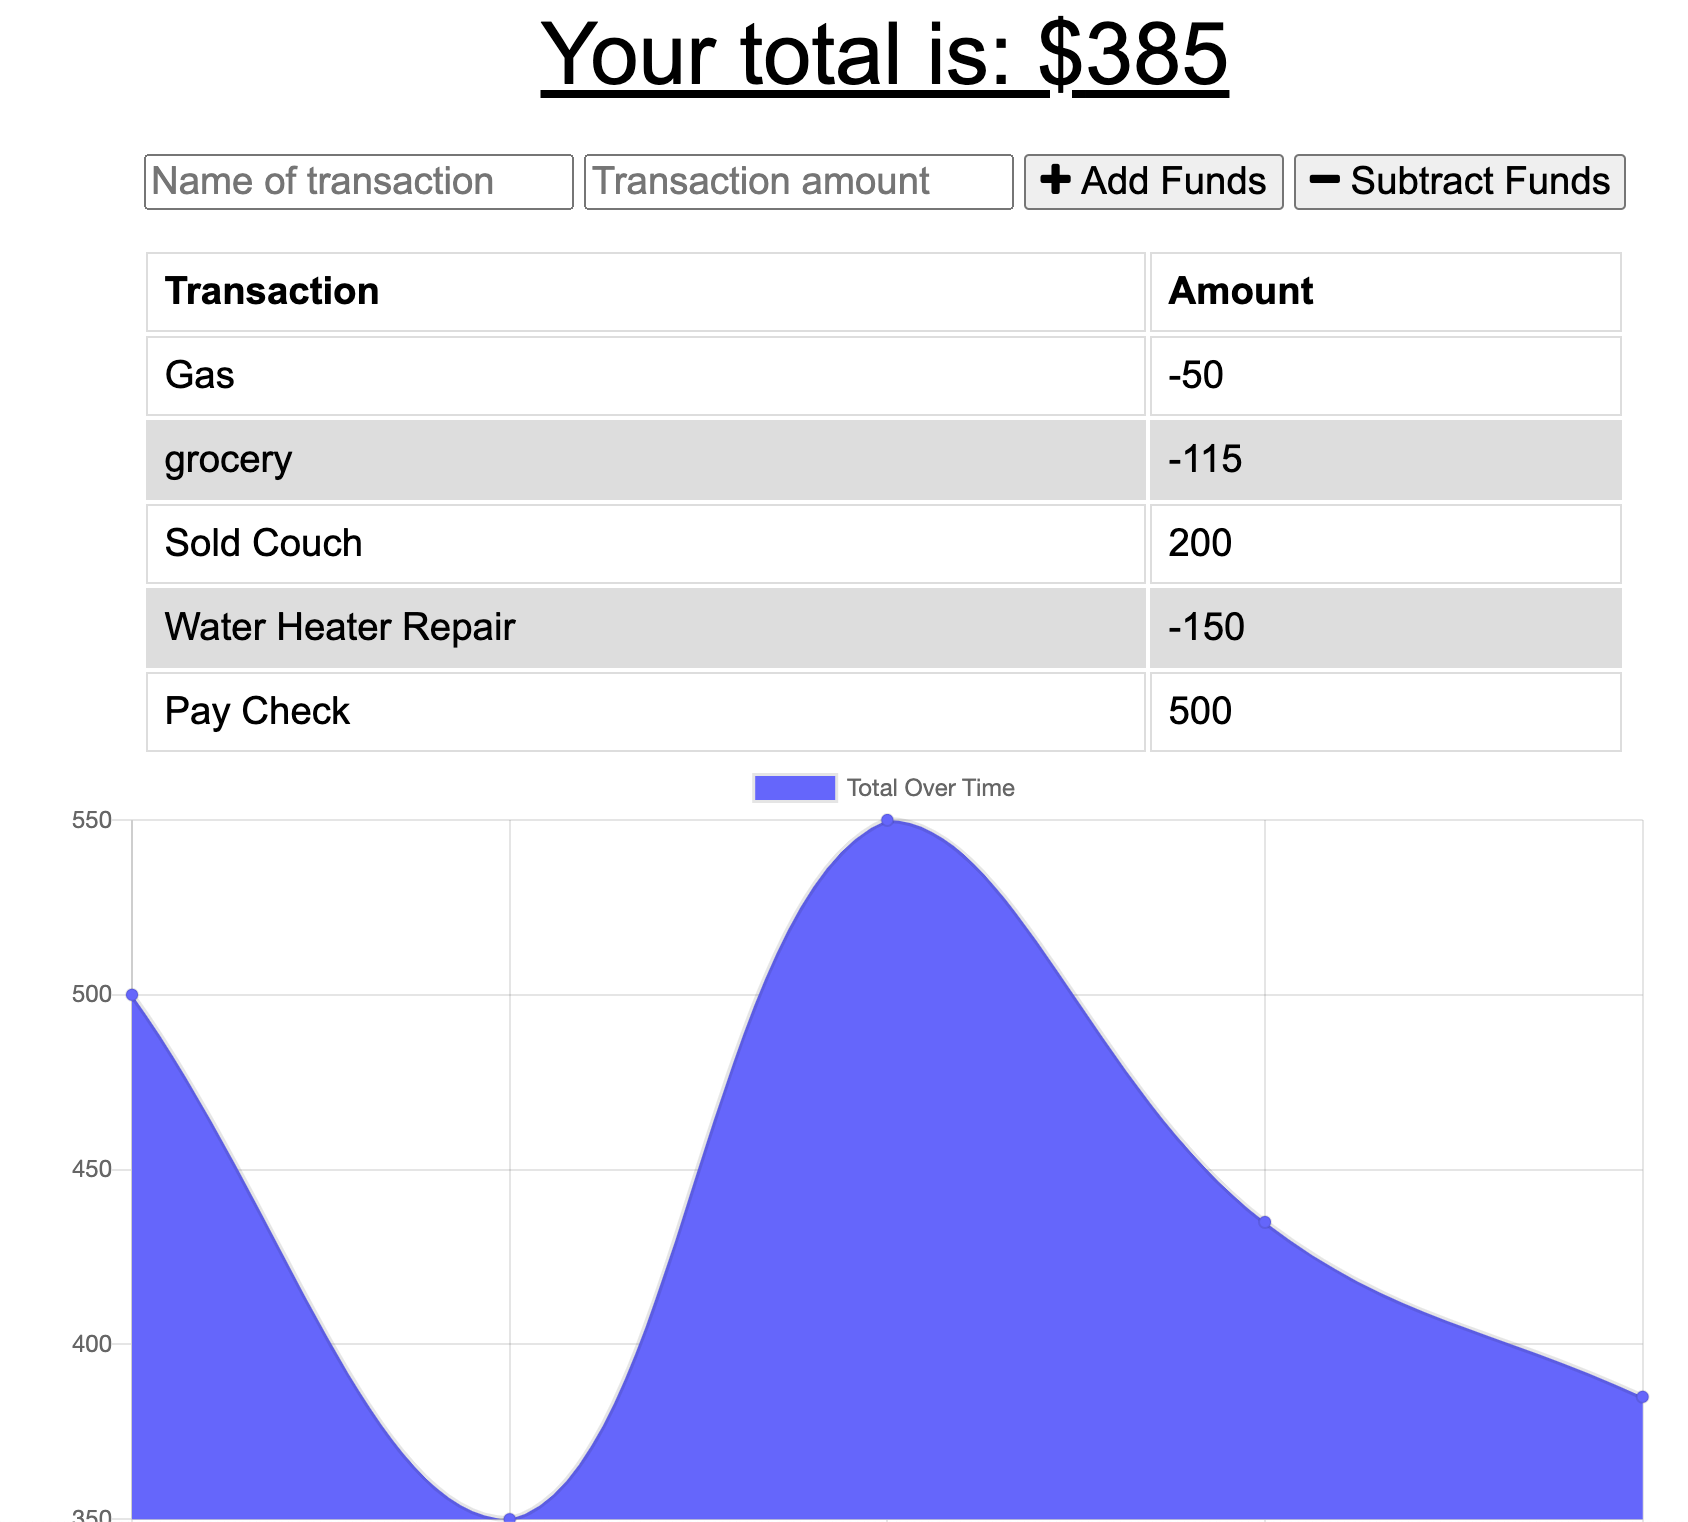 Your total is: $385
Name of transaction Transaction amount + Add Funds − Subtract Funds
Transaction Amount
Gas -50
grocery -115
Sold Couch 200
Water Heater Repair -150
Pay Check 500
Total Over Time
550
500
450
400
350